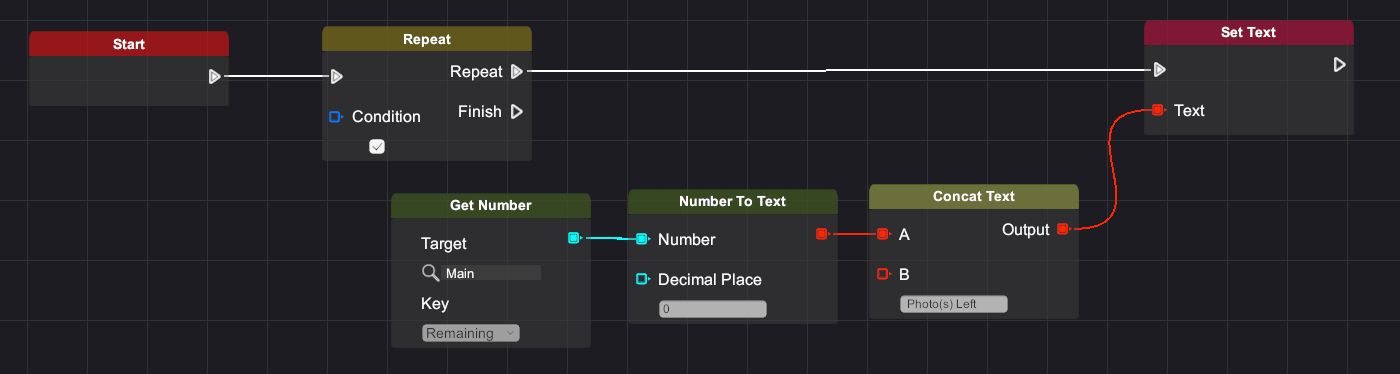 Start
Repeat
Repeat
Condition
Finish
Set Text
Text
Get Number
Target
Main
Key
Remaining
Number To Text
Number
Decimal Place
0
Concat Text
A
Output
B
Photo(s) Left